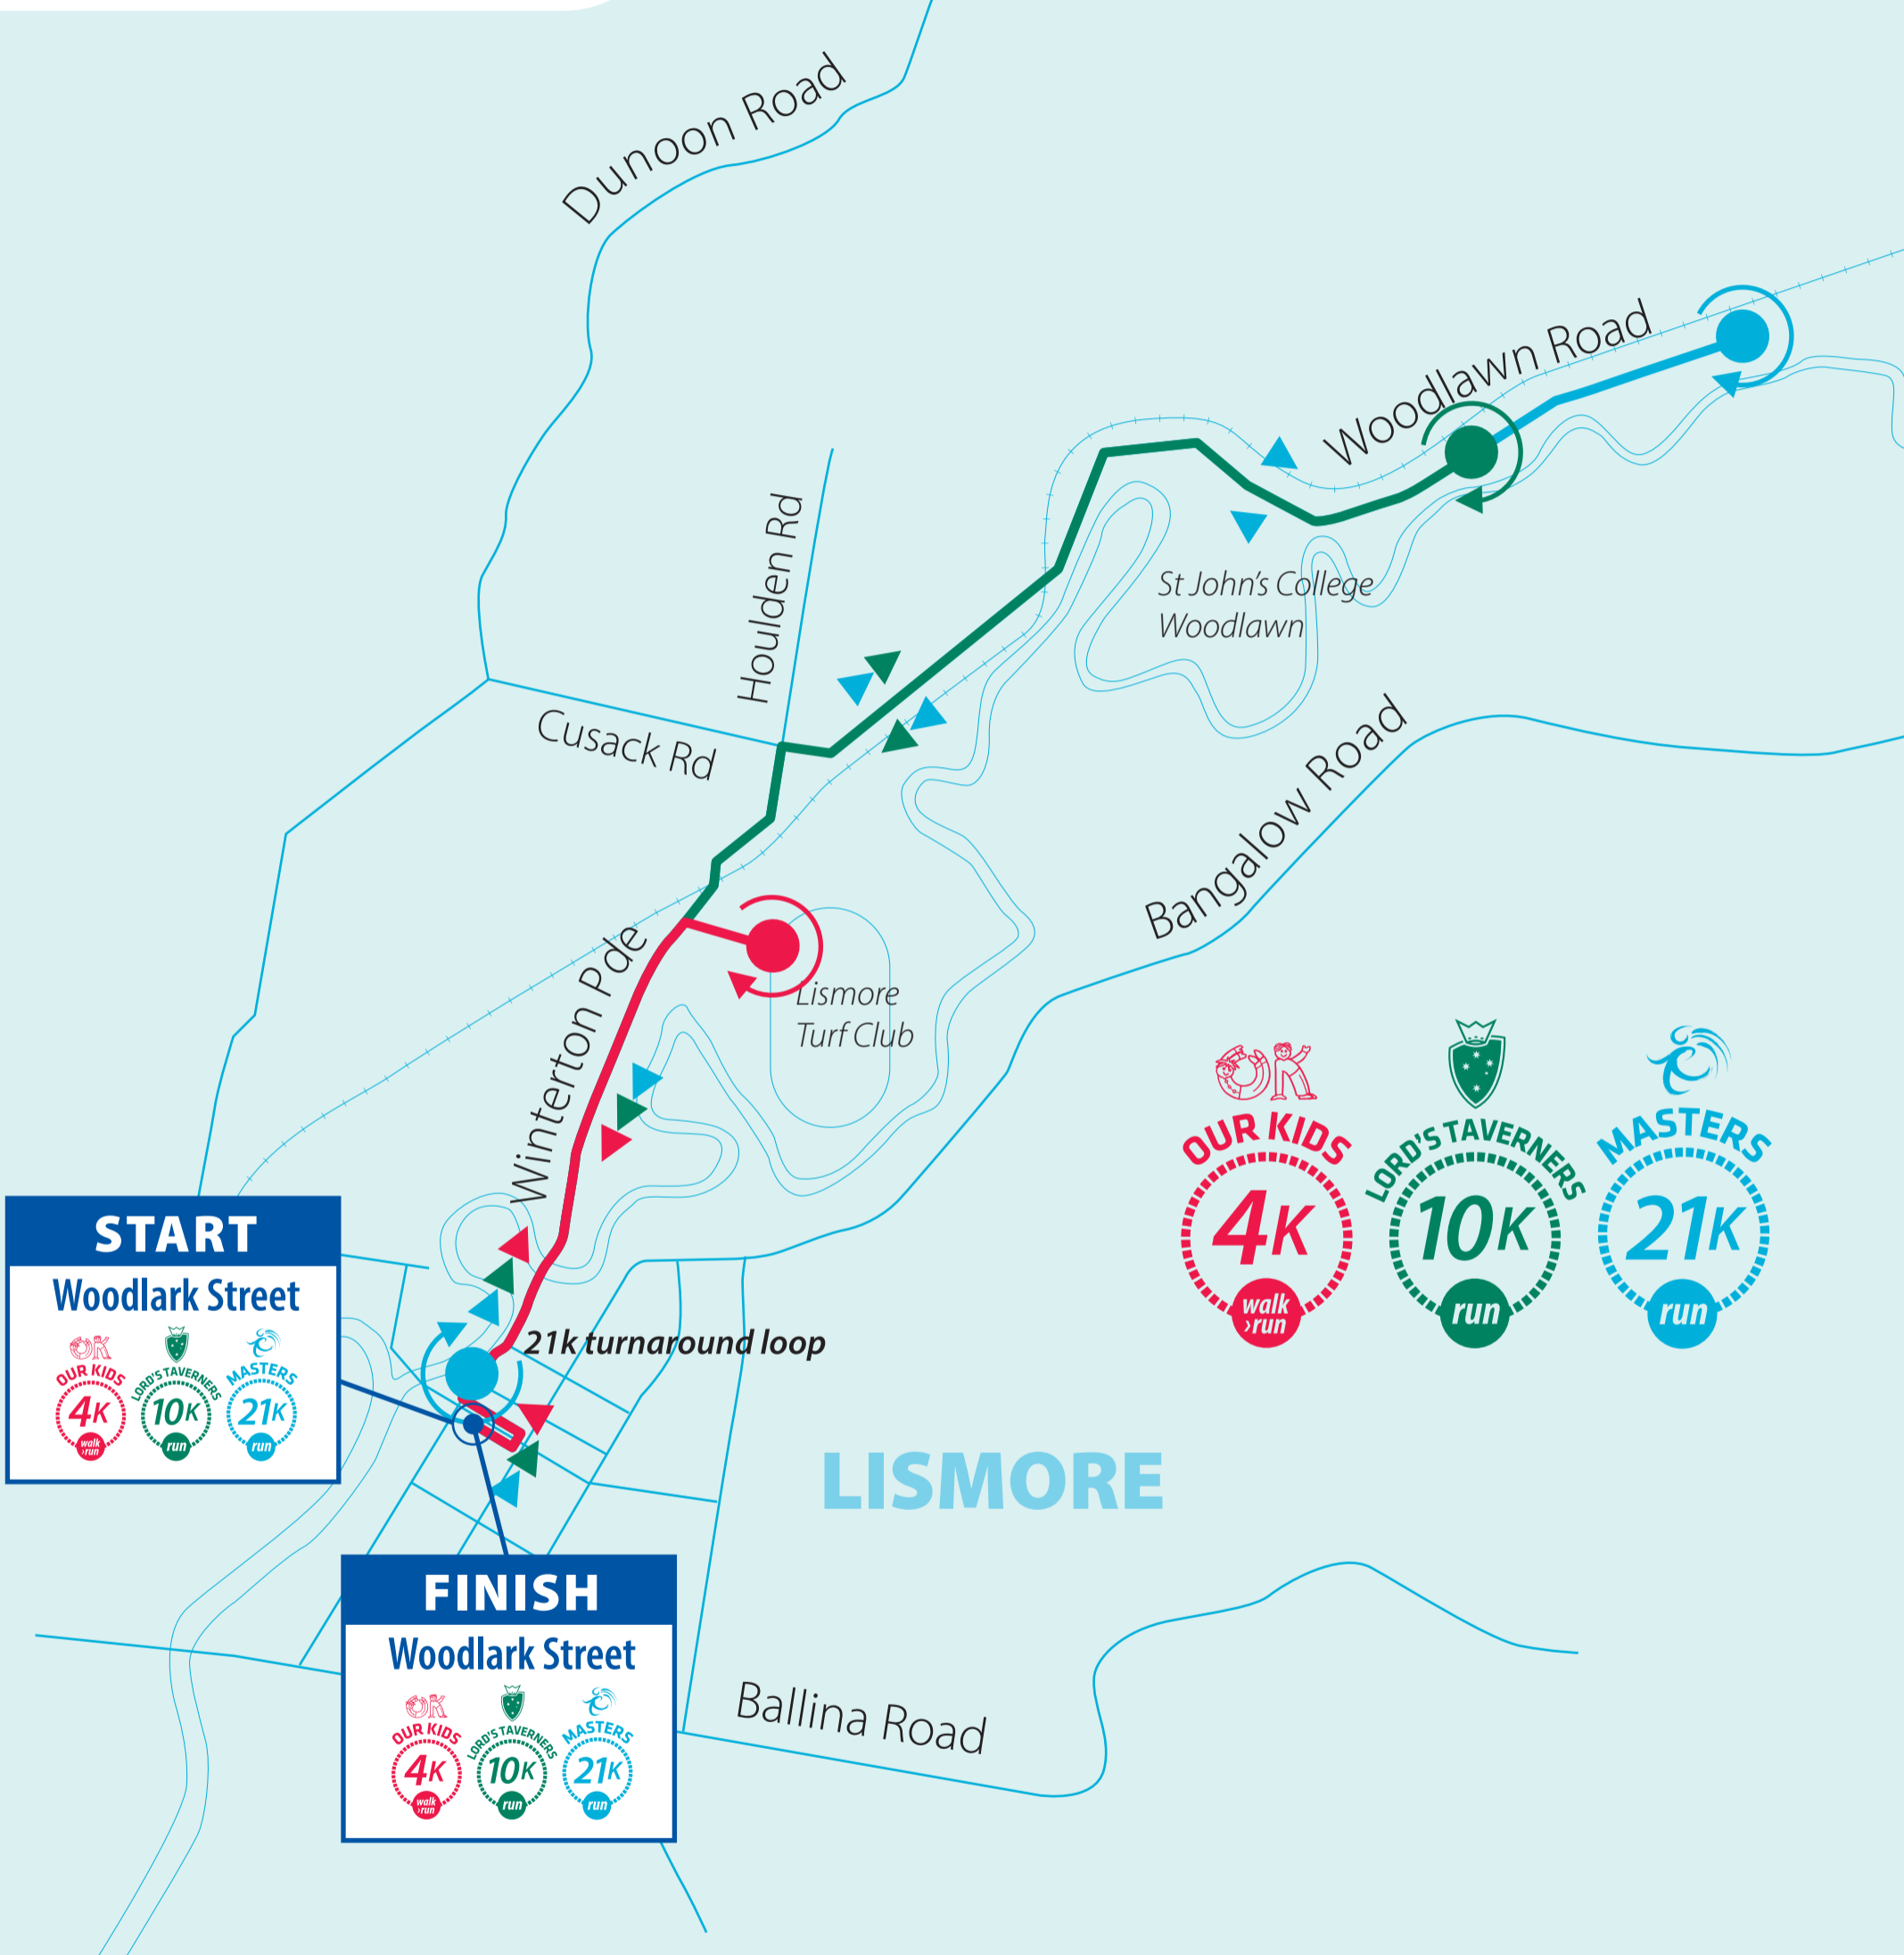 Dunoon Road
Woodlawn Road
Houlden Rd
St John's College
Woodlawn
Cusack Rd
Bangalow Road
Winterton Pde
Lismore
Turf Club
OK
OUR KIDS
4K
walk
›run
LORD'S TAVERNERS
10K
run
MASTERS
21K
run
START
Woodlark Street
OK
OUR KIDS
4K
walk
›run
LORD'S TAVERNERS
10K
run
MASTERS
21K
run
21k turnaround loop
LISMORE
FINISH
Woodlark Street
OK
OUR KIDS
4K
walk
›run
LORD'S TAVERNERS
10K
run
MASTERS
21K
run
Ballina Road